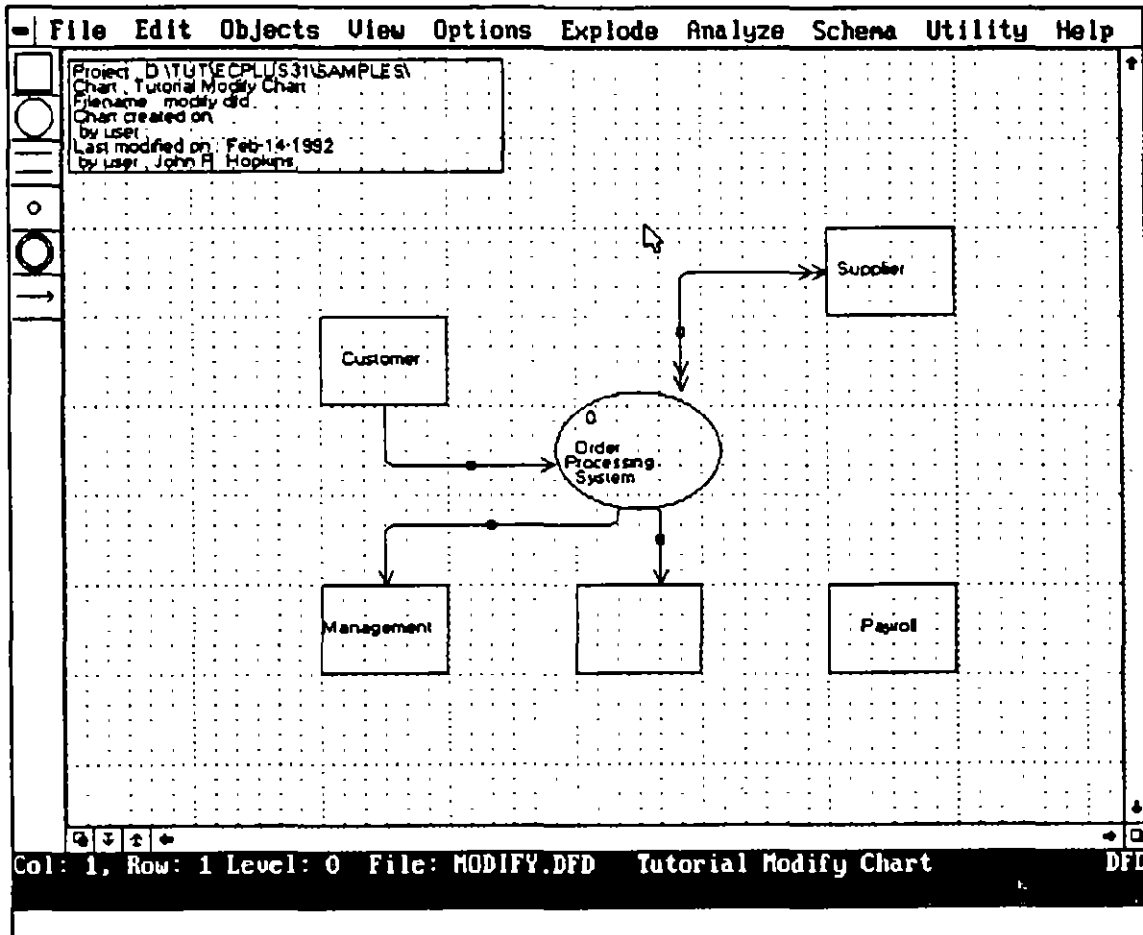 File Edit Objects View Options Explode Analyze Schema Utility Help
Project D:\TUT\ECPLUS31\SAMPLES\
Chart : Tutorial Modify Chart
Filename : modify dfd
Chart created on
by user
Last modified on : Feb-14-1992
by user : John R. Hopkins
Supplier
Customer
0
Order
Processing
System
Management
Payroll
Col: 1, Row: 1 Level: 0 File: MODIFY.DFD Tutorial Modify Chart DFD